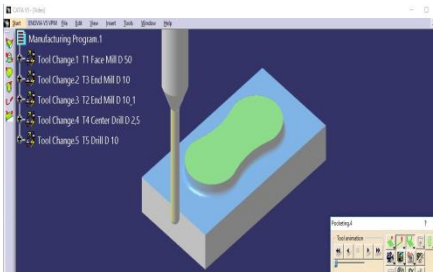 CATIA V5 - [Video]
Start ENOVIA V5 VPM File Edit View Insert Tools Window Help
Manufacturing Program.1
Tool Change.1 T1 Face Mill D 50
Tool Change.2 T3 End Mill D 10
Tool Change.3 T2 End Mill D 10_1
Tool Change.4 T4 Center Drill D 2,5
Tool Change.5 T5 Drill D 10
Pocketing.4 ?
Tool animation